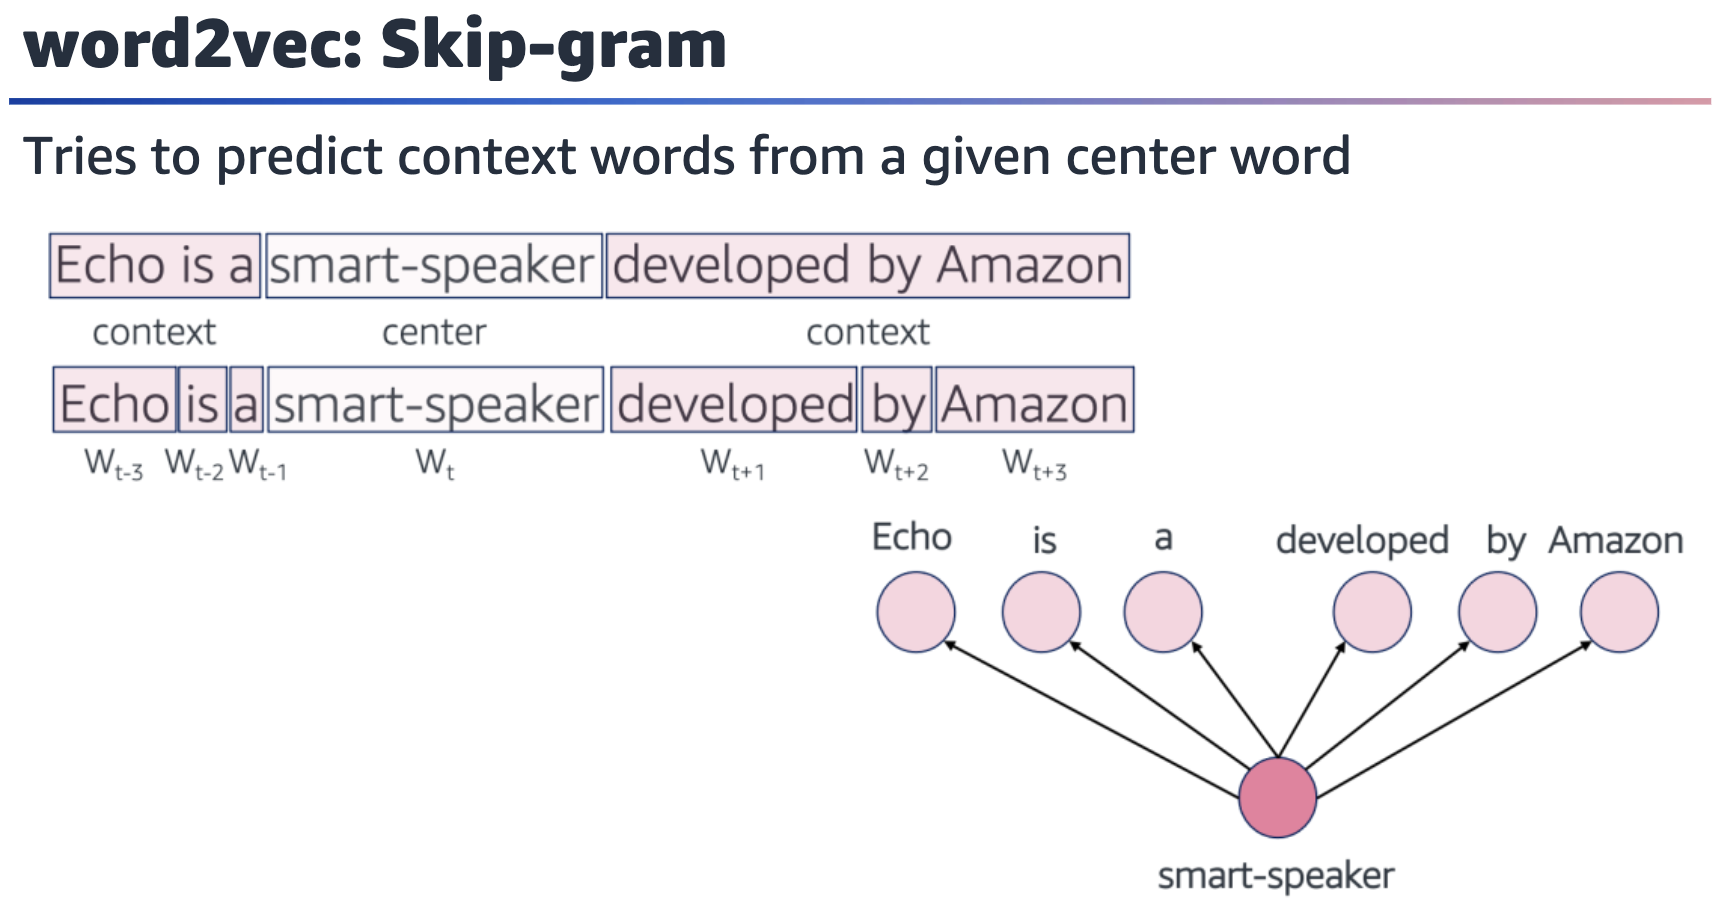 word2vec: Skip-gram
Tries to predict context words from a given center word
Echo is a smart-speaker developed by Amazon
context center context
Echo is a smart-speaker developed by Amazon
Wt-3 Wt-2 Wt-1 Wt Wt+1 Wt+2 Wt+3
Echo is a developed by Amazon
smart-speaker